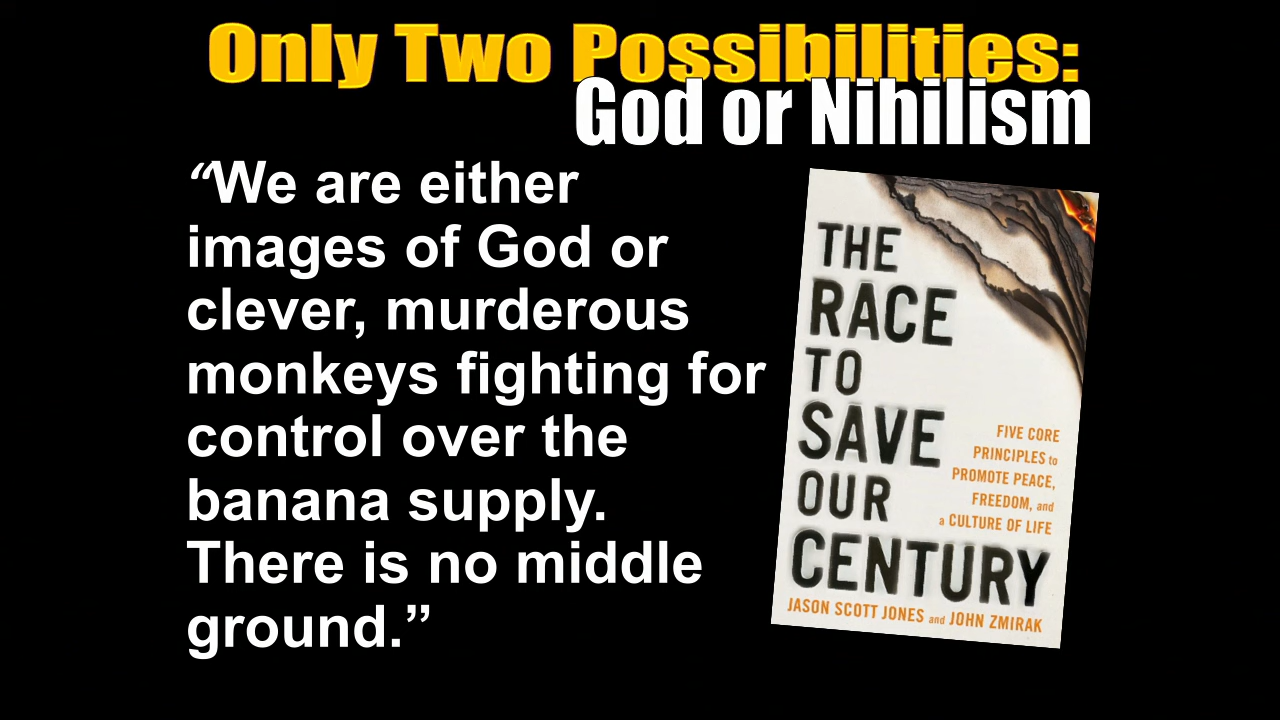 Only Two Possibilities:
God or Nihilism
“We are either
images of God or
clever, murderous
monkeys fighting for
control over the
banana supply.
There is no middle
ground.”
THE
RACE
TO
SAVE
OUR
CENTURY
FIVE CORE
PRINCIPLES to
PROMOTE PEACE,
FREEDOM, and
a CULTURE OF LIFE
JASON SCOTT JONES and JOHN ZMIRAK